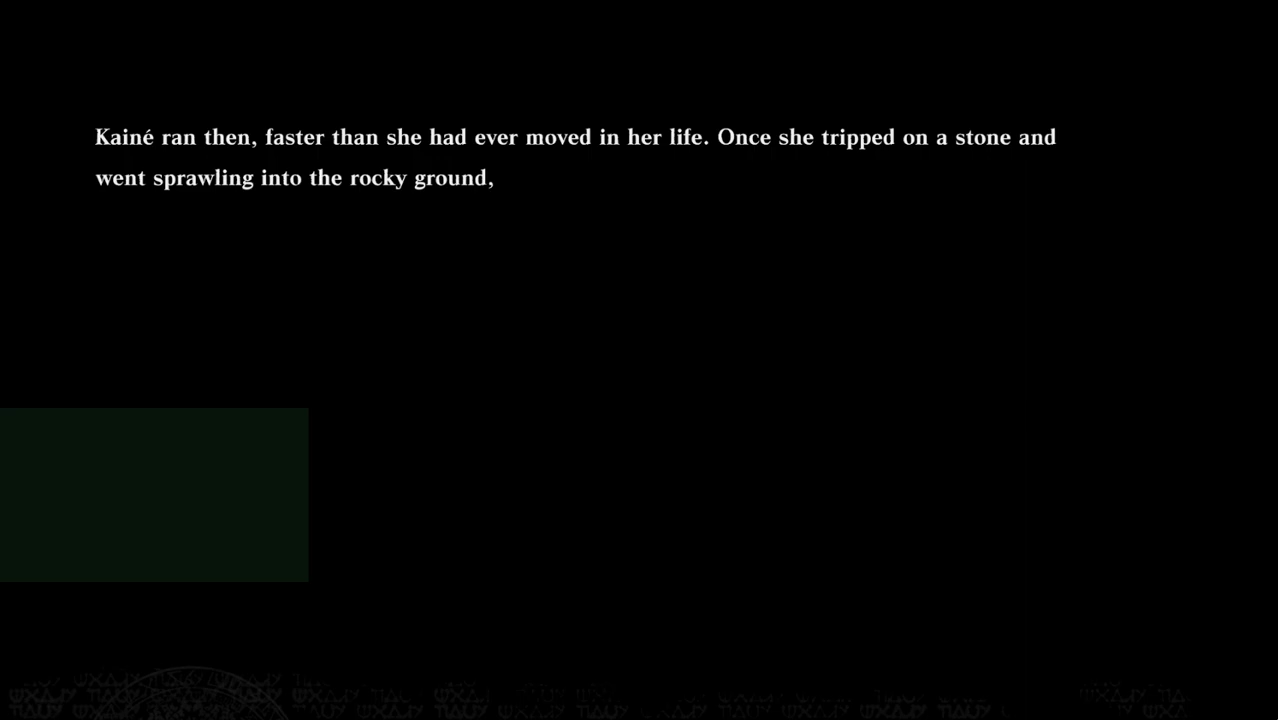 Kainé ran then, faster than she had ever moved in her life. Once she tripped on a stone and
went sprawling into the rocky ground,